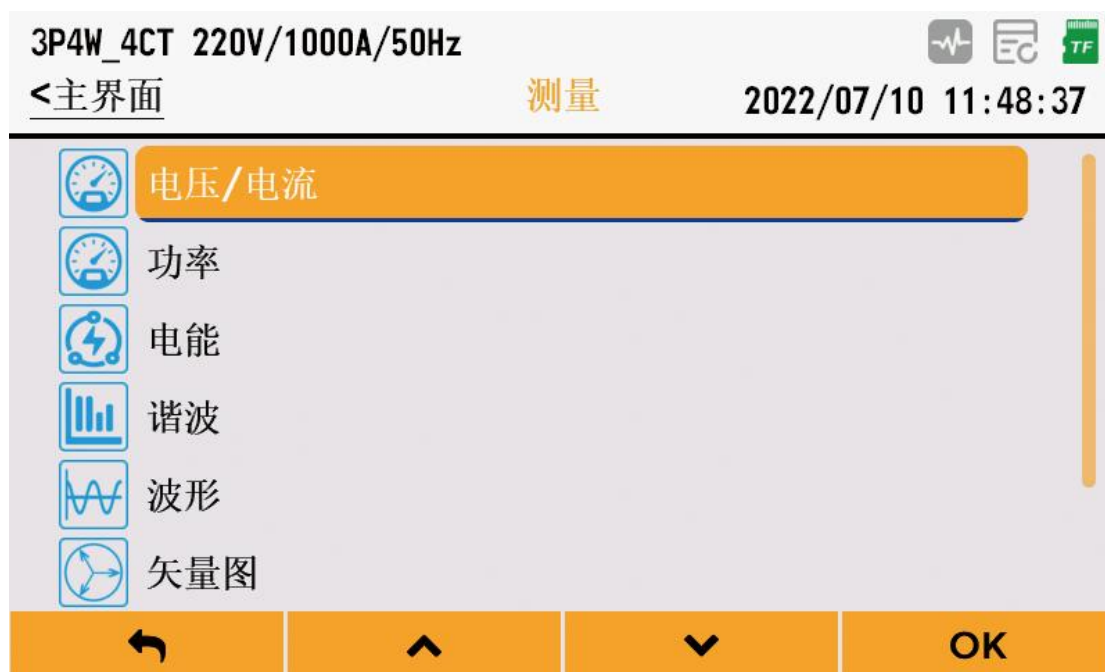 3P4W_4CT 220V/1000A/50Hz
TF
<主界面 测量 2022/07/10 11:48:37
电压/电流
功率
电能
谐波
波形
矢量图
OK